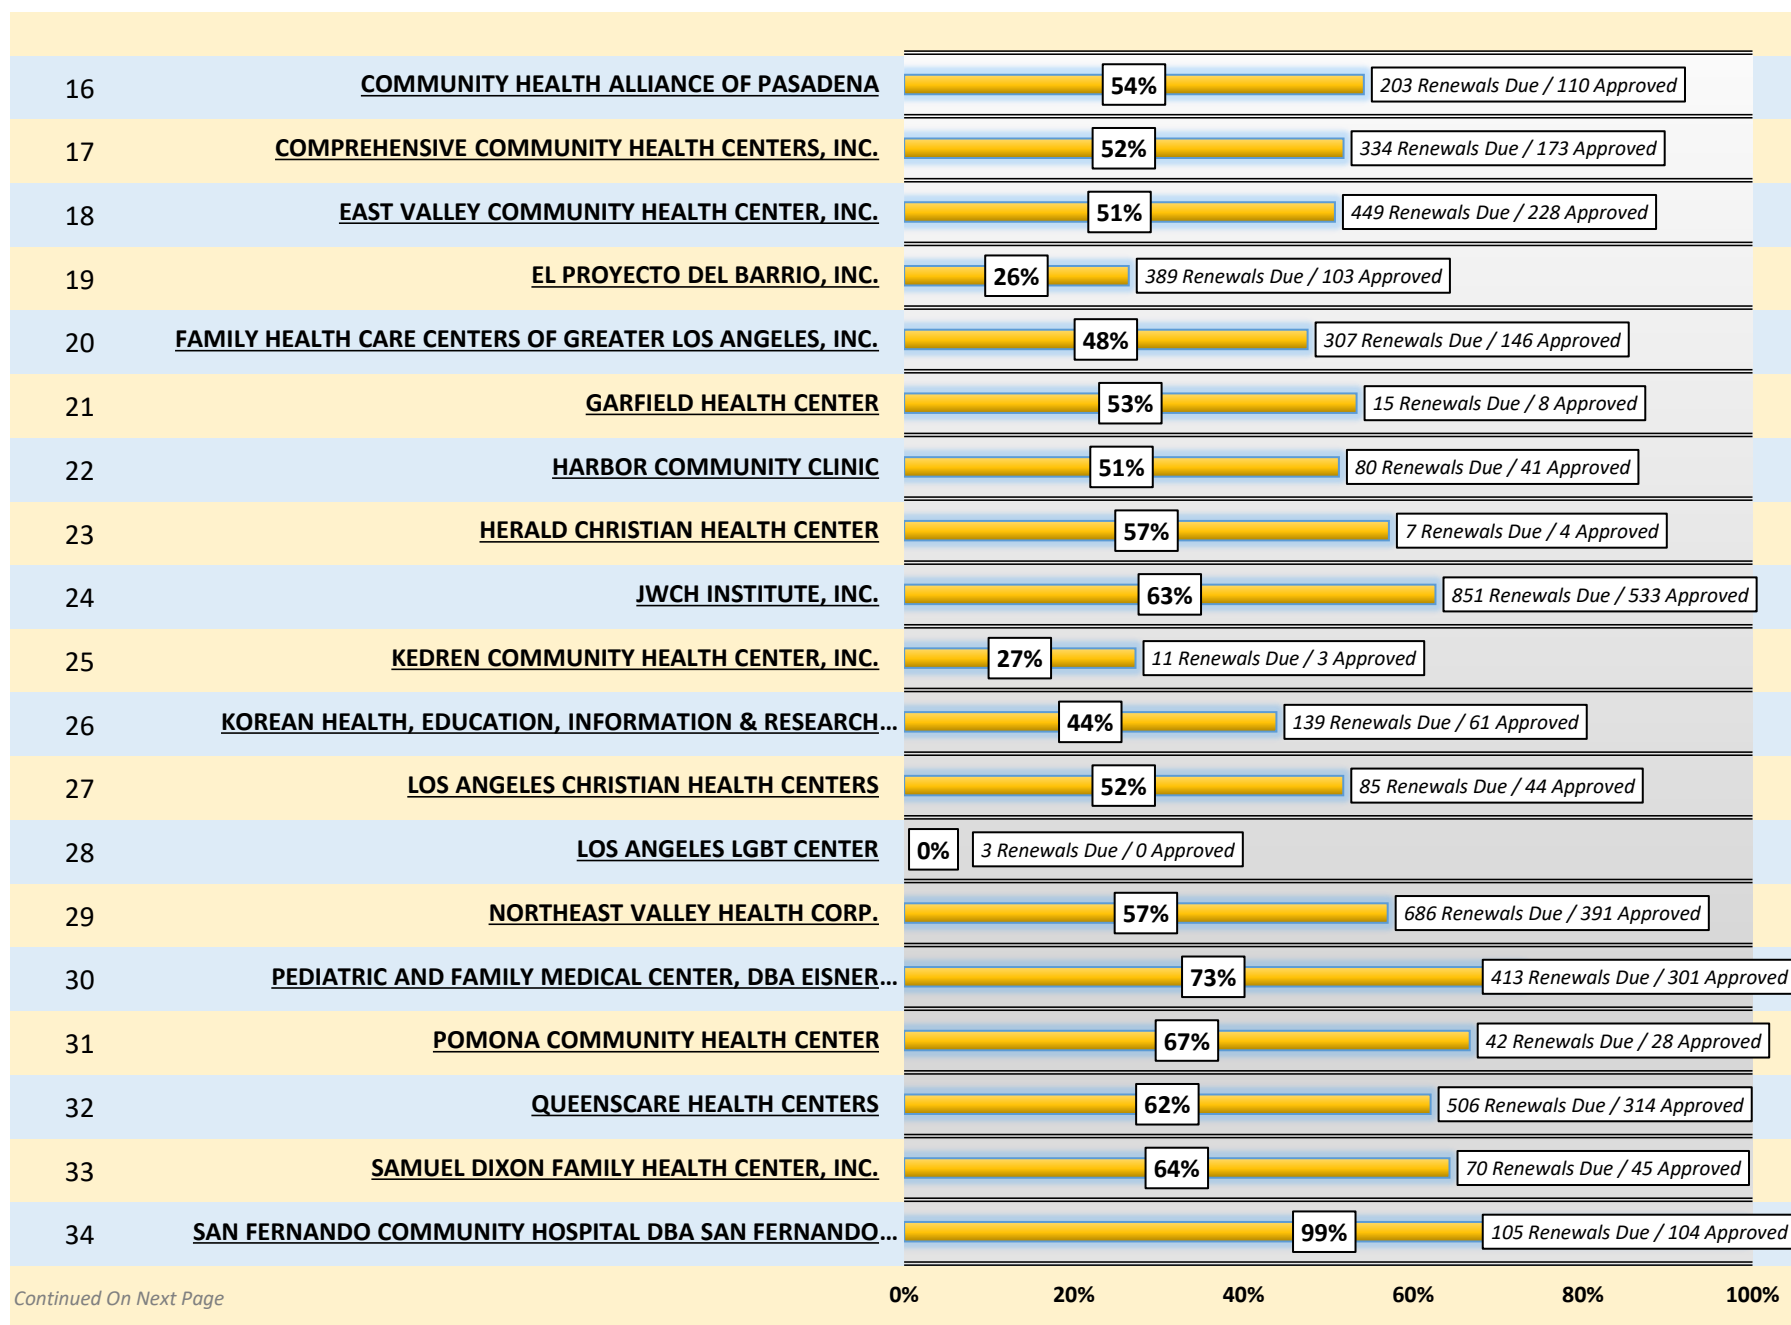 16 COMMUNITY HEALTH ALLIANCE OF PASADENA 54% 203 Renewals Due / 110 Approved
17 COMPREHENSIVE COMMUNITY HEALTH CENTERS, INC. 52% 334 Renewals Due / 173 Approved
18 EAST VALLEY COMMUNITY HEALTH CENTER, INC. 51% 449 Renewals Due / 228 Approved
19 EL PROYECTO DEL BARRIO, INC. 26% 389 Renewals Due / 103 Approved
20 FAMILY HEALTH CARE CENTERS OF GREATER LOS ANGELES, INC. 48% 307 Renewals Due / 146 Approved
21 GARFIELD HEALTH CENTER 53% 15 Renewals Due / 8 Approved
22 HARBOR COMMUNITY CLINIC 51% 80 Renewals Due / 41 Approved
23 HERALD CHRISTIAN HEALTH CENTER 57% 7 Renewals Due / 4 Approved
24 JWCH INSTITUTE, INC. 63% 851 Renewals Due / 533 Approved
25 KEDREN COMMUNITY HEALTH CENTER, INC. 27% 11 Renewals Due / 3 Approved
26 KOREAN HEALTH, EDUCATION, INFORMATION & RESEARCH... 44% 139 Renewals Due / 61 Approved
27 LOS ANGELES CHRISTIAN HEALTH CENTERS 52% 85 Renewals Due / 44 Approved
28 LOS ANGELES LGBT CENTER 0% 3 Renewals Due / 0 Approved
29 NORTHEAST VALLEY HEALTH CORP. 57% 686 Renewals Due / 391 Approved
30 PEDIATRIC AND FAMILY MEDICAL CENTER, DBA EISNER... 73% 413 Renewals Due / 301 Approved
31 POMONA COMMUNITY HEALTH CENTER 67% 42 Renewals Due / 28 Approved
32 QUEENSCARE HEALTH CENTERS 62% 506 Renewals Due / 314 Approved
33 SAMUEL DIXON FAMILY HEALTH CENTER, INC. 64% 70 Renewals Due / 45 Approved
34 SAN FERNANDO COMMUNITY HOSPITAL DBA SAN FERNANDO... 99% 105 Renewals Due / 104 Approved
Continued On Next Page 0% 20% 40% 60% 80% 100%